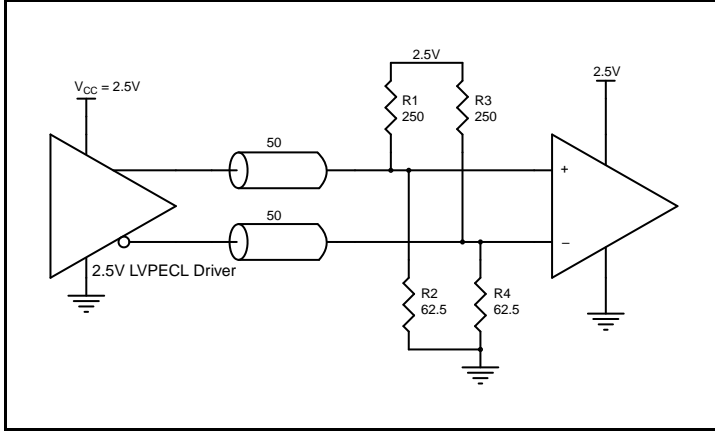 2.5V
V_CC = 2.5V
2.5V
R1
250
R3
250
50
+
50
−
2.5V LVPECL Driver
R2
62.5
R4
62.5